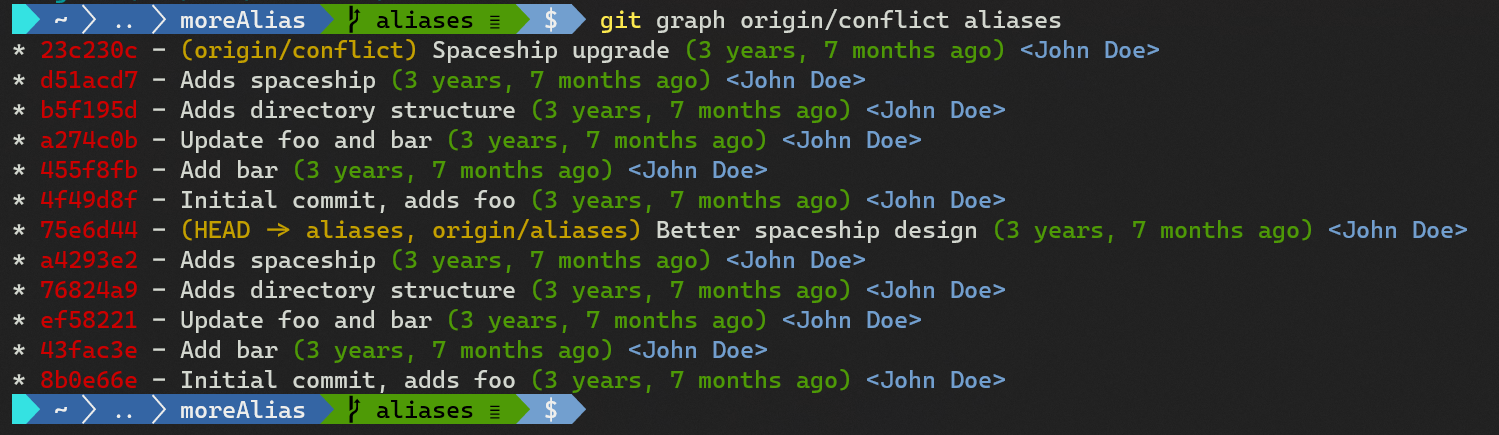 ~ .. moreAlias aliases ≡ $ git graph origin/conflict aliases
* 23c230c - (origin/conflict) Spaceship upgrade (3 years, 7 months ago) <John Doe>
* d51acd7 - Adds spaceship (3 years, 7 months ago) <John Doe>
* b5f195d - Adds directory structure (3 years, 7 months ago) <John Doe>
* a274c0b - Update foo and bar (3 years, 7 months ago) <John Doe>
* 455f8fb - Add bar (3 years, 7 months ago) <John Doe>
* 4f49d8f - Initial commit, adds foo (3 years, 7 months ago) <John Doe>
* 75e6d44 - (HEAD -> aliases, origin/aliases) Better spaceship design (3 years, 7 months ago) <John Doe>
* a4293e2 - Adds spaceship (3 years, 7 months ago) <John Doe>
* 76824a9 - Adds directory structure (3 years, 7 months ago) <John Doe>
* ef58221 - Update foo and bar (3 years, 7 months ago) <John Doe>
* 43fac3e - Add bar (3 years, 7 months ago) <John Doe>
* 8b0e66e - Initial commit, adds foo (3 years, 7 months ago) <John Doe>
~ .. moreAlias aliases ≡ $